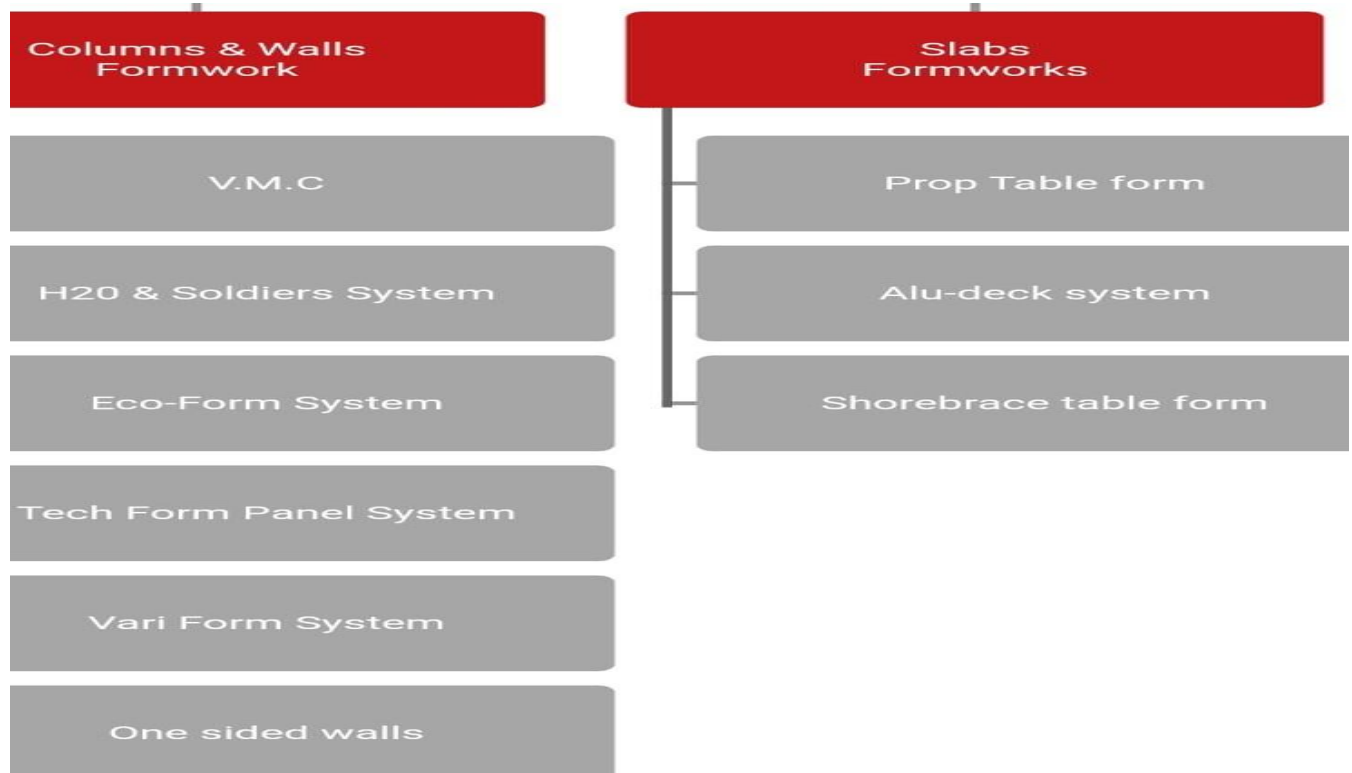 Columns & Walls
Formwork
V.M.C
H20 & Soldiers System
Eco-Form System
Tech Form Panel System
Vari Form System
One sided walls
Slabs
Formworks
Prop Table form
Alu-deck system
Shorebrace table form